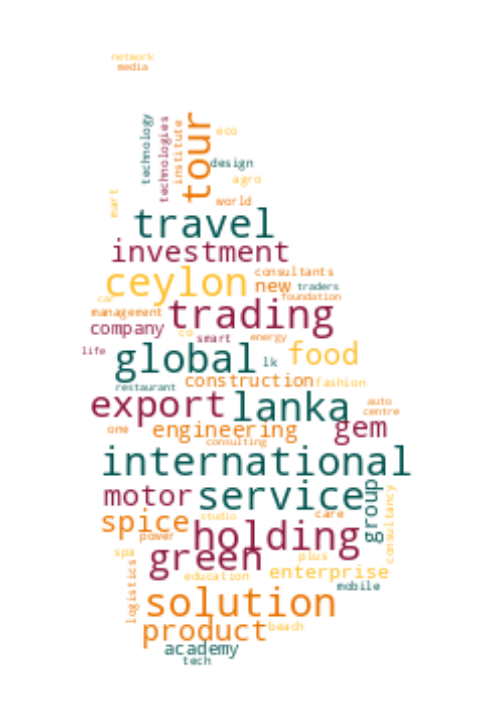 network
media
technology
technologies
institute
tour
eco
design
agro
mart
world
travel
investment
ceylon
consultants
new traders
car
foundation
management
trading
company
co
smart energy
life
global lk food
construction fashion
restaurant
export lanka
auto
centre
one engineering gem
consulting
international
motor service
group
consultancy
spice studio care
power holding
spa green plus
education enterprise
logistics
mobile
solution
product beach
academy
tech